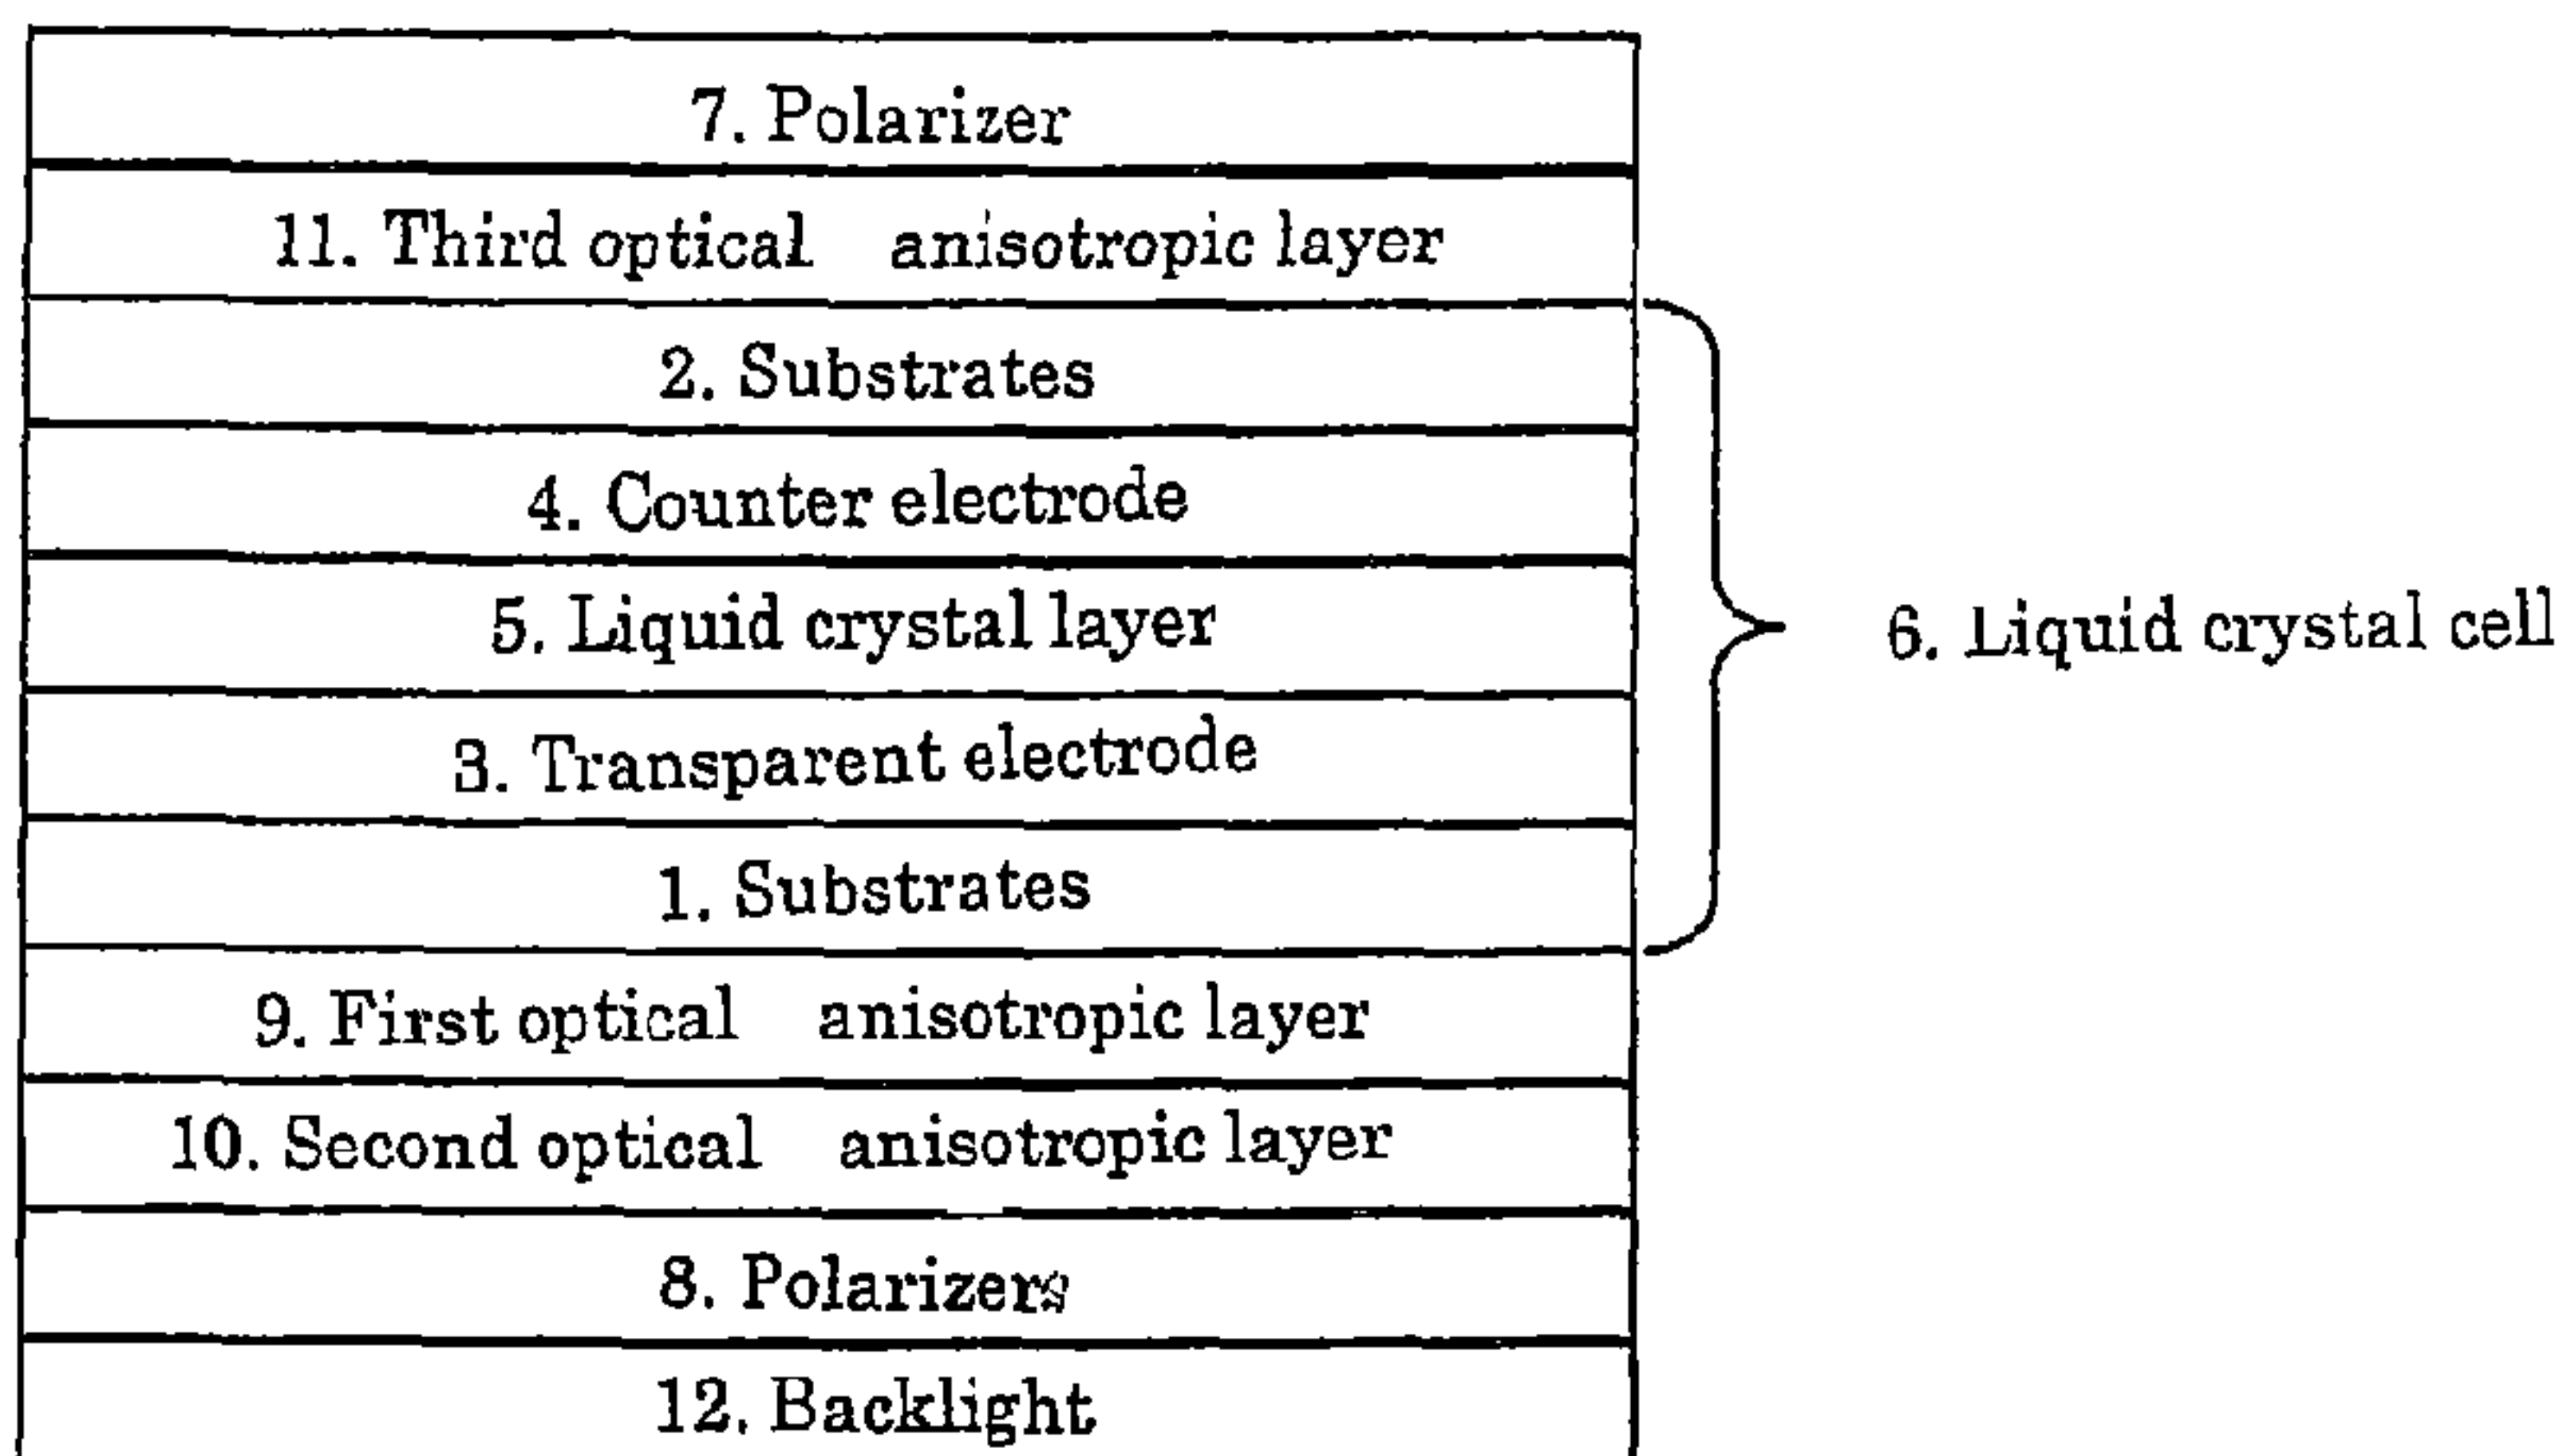 7. Polarizer
11. Third optical anisotropic layer
2. Substrates
4. Counter electrode
5. Liquid crystal layer
6. Liquid crystal cell
3. Transparent electrode
1. Substrates
9. First optical anisotropic layer
10. Second optical anisotropic layer
8. Polarizers
12. Backlight